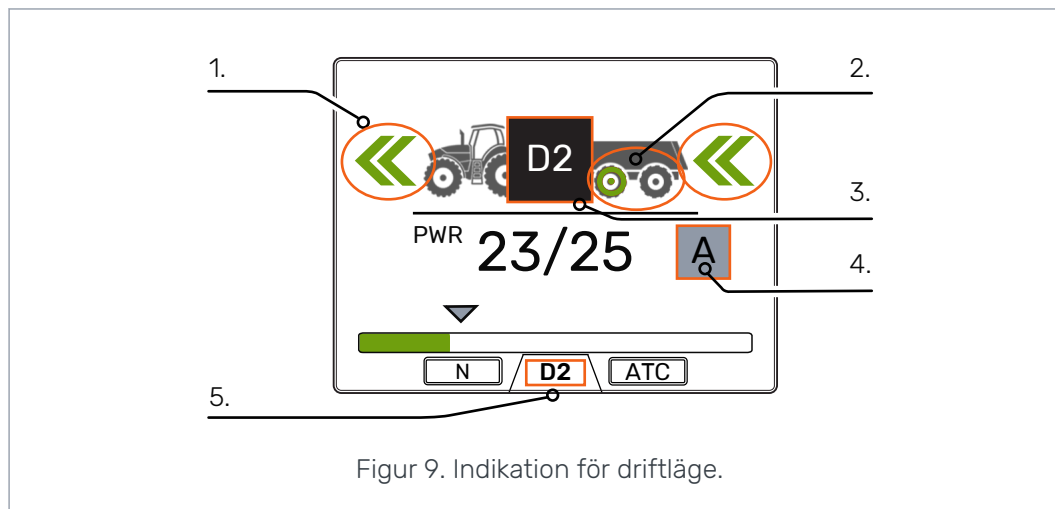 1.
2.
D2
3.
PWR 23/25 A
4.
N D2 ATC
5.
Figur 9. Indikation för driftläge.